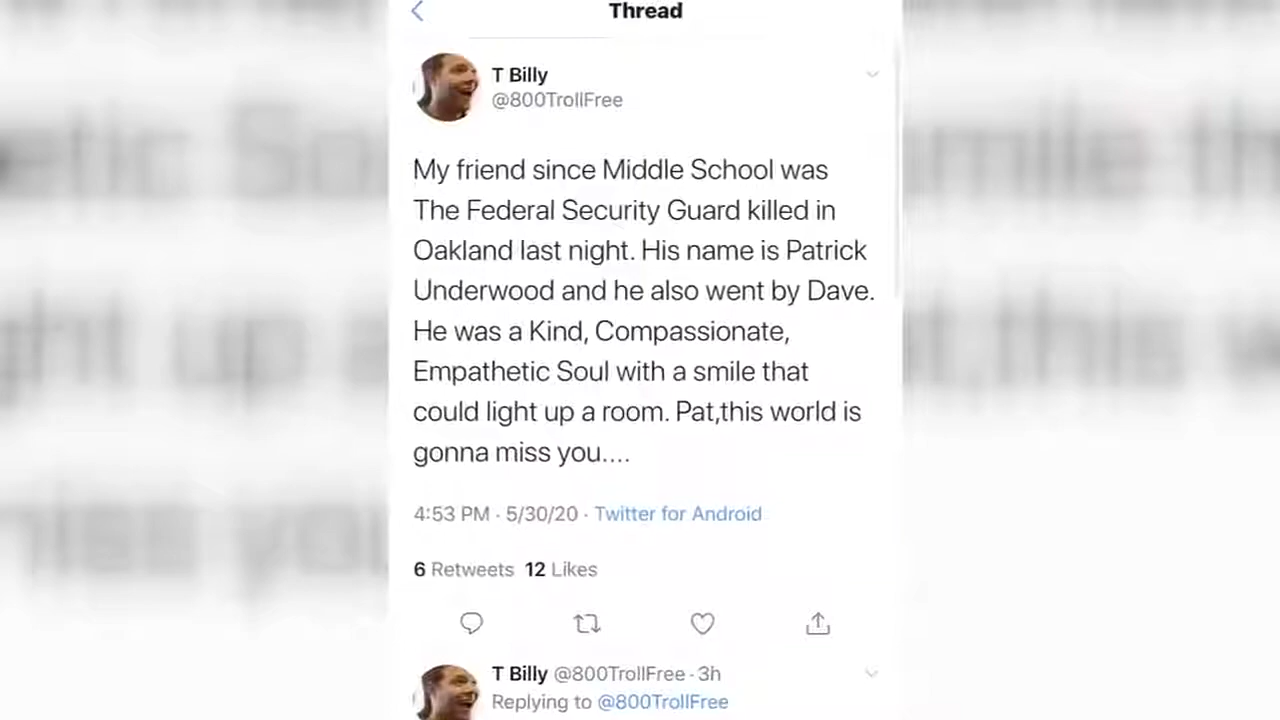 Thread
T Billy
@800TrollFree
My friend since Middle School was
The Federal Security Guard killed in
Oakland last night. His name is Patrick
Underwood and he also went by Dave.
He was a Kind, Compassionate,
Empathetic Soul with a smile that
could light up a room. Pat,this world is
gonna miss you....
4:53 PM · 5/30/20 · Twitter for Android
6 Retweets 12 Likes
T Billy @800TrollFree · 3h
Replying to @800TrollFree